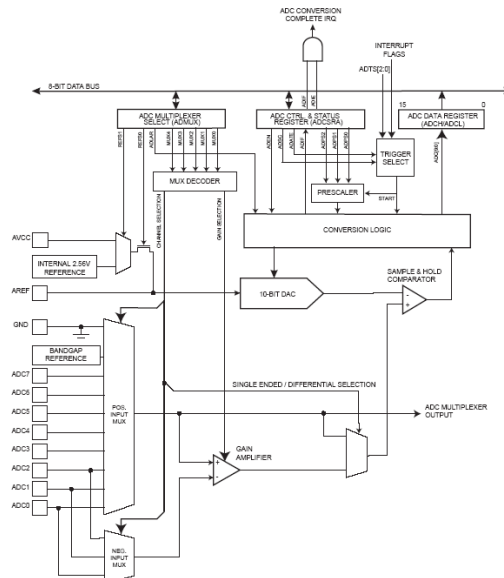 ADC CONVERSION
COMPLETE IRQ
INTERRUPT
FLAGS
ADTS[2:0]
8-BIT DATA BUS
ADIF
ADIE
15
0
ADC MULTIPLEXER
SELECT (ADMUX)
ADC CTRL. & STATUS
REGISTER (ADCSRA)
ADC DATA REGISTER
(ADCH/ADCL)
REFS1
REFS0
ADLAR
MUX4
MUX3
MUX2
MUX1
MUX0
ADEN
ADSC
ADATE
ADIF
ADPS2
ADPS1
ADPS0
ADC[9:0]
TRIGGER
SELECT
MUX DECODER
PRESCALER
START
CHANNEL SELECTION
GAIN SELECTION
CONVERSION LOGIC
AVCC
INTERNAL 2.56V
REFERENCE
AREF
SAMPLE & HOLD
COMPARATOR
10-BIT DAC
-
+
GND
BANDGAP
REFERENCE
ADC7
ADC6
ADC5
ADC4
ADC3
ADC2
ADC1
ADC0
POS.
INPUT
MUX
SINGLE ENDED / DIFFERENTIAL SELECTION
ADC MULTIPLEXER
OUTPUT
GAIN
AMPLIFIER
+
-
NEG.
INPUT
MUX